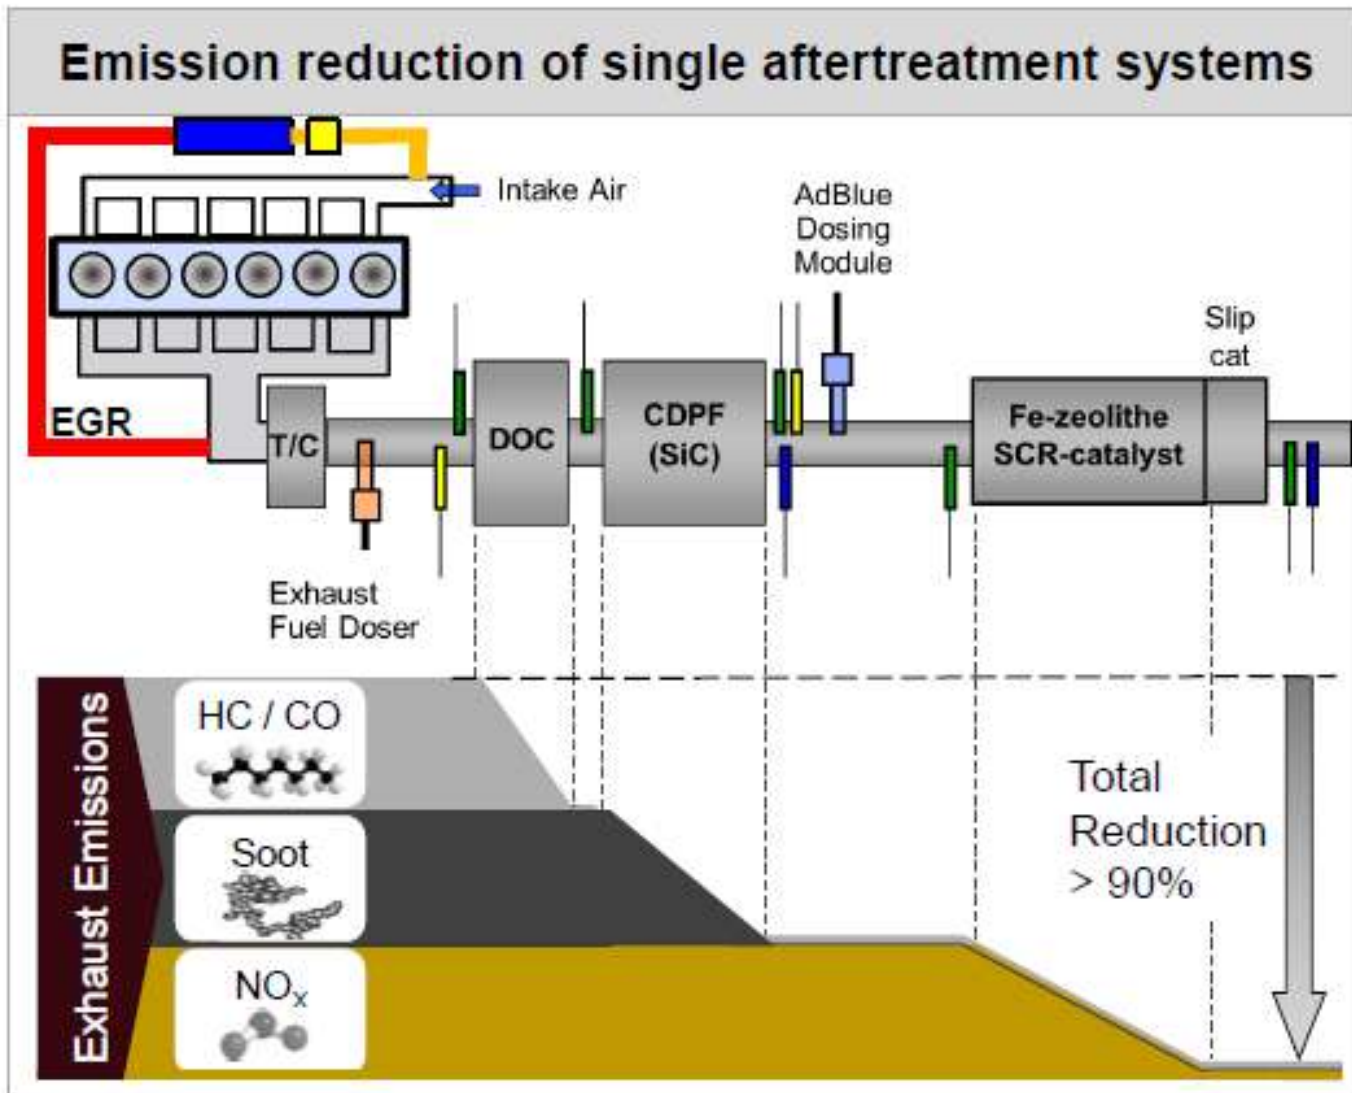 Emission reduction of single aftertreatment systems
Intake Air
AdBlue
Dosing
Module
Slip
cat
EGR
T/C
DOC
CDPF
(SiC)
Fe-zeolithe
SCR-catalyst
Exhaust
Fuel Doser
Exhaust Emissions
HC / CO
Soot
NOₓ
Total
Reduction
> 90%